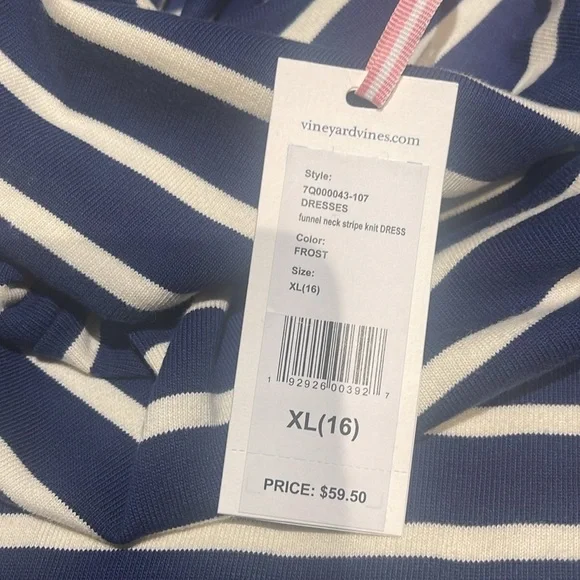 vineyardvines.com
Style:
7Q000043-107
DRESSES
funnel neck stripe knit DRESS
Color:
FROST
Size:
XL(16)
1 92926 00392 7
XL(16)
PRICE: $59.50